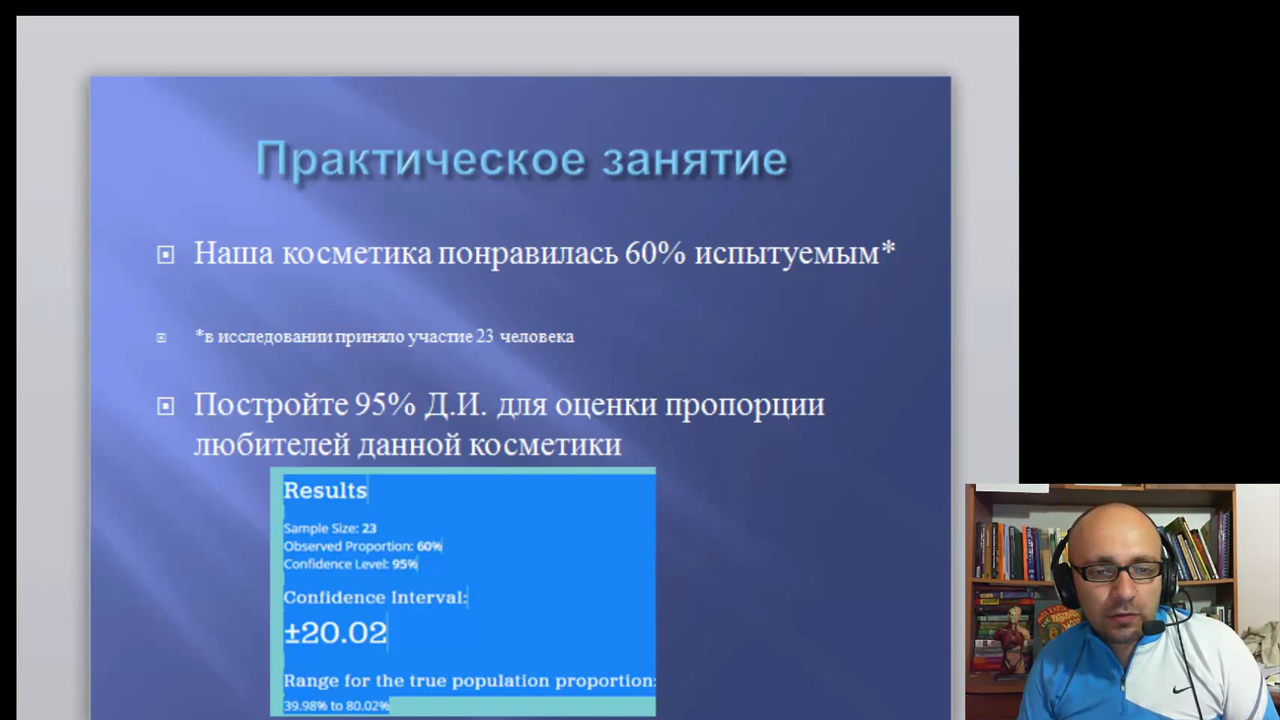 Практическое занятие
Наша косметика понравилась 60% испытуемым*
*в исследовании приняло участие 23 человека
Постройте 95% Д.И. для оценки пропорции
любителей данной косметики
Results
Sample Size: 23
Observed Proportion: 60%
Confidence Level: 95%
Confidence Interval:
±20.02
Range for the true population proportion:
39.98% to 80.02%